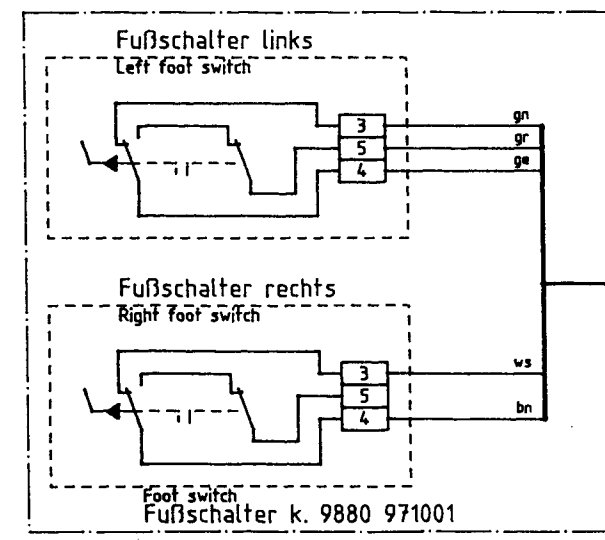 Fußschalter links
Left foot switch
3 gn
5 gr
4 ge
Fußschalter rechts
Right foot switch
3 ws
5
4 bn
Foot switch
Fußschalter k. 9880 971001